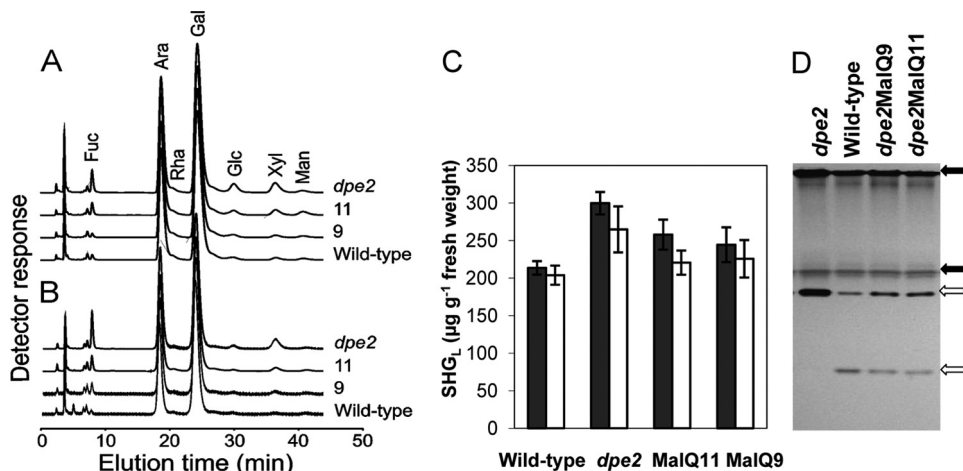 A
Fuc
Ara
Rha
Gal
Glc
Xyl
Man
dpe2
11
9
Wild-type
B
dpe2
11
9
Wild-type
Detector response
0 10 20 30 40 50
Elution time (min)
C
SHGL (µg g-1 fresh weight)
350
300
250
200
150
100
50
0
Wild-type dpe2 MalQ11 MalQ9
D
dpe2
Wild-type
dpe2MalQ9
dpe2MalQ11